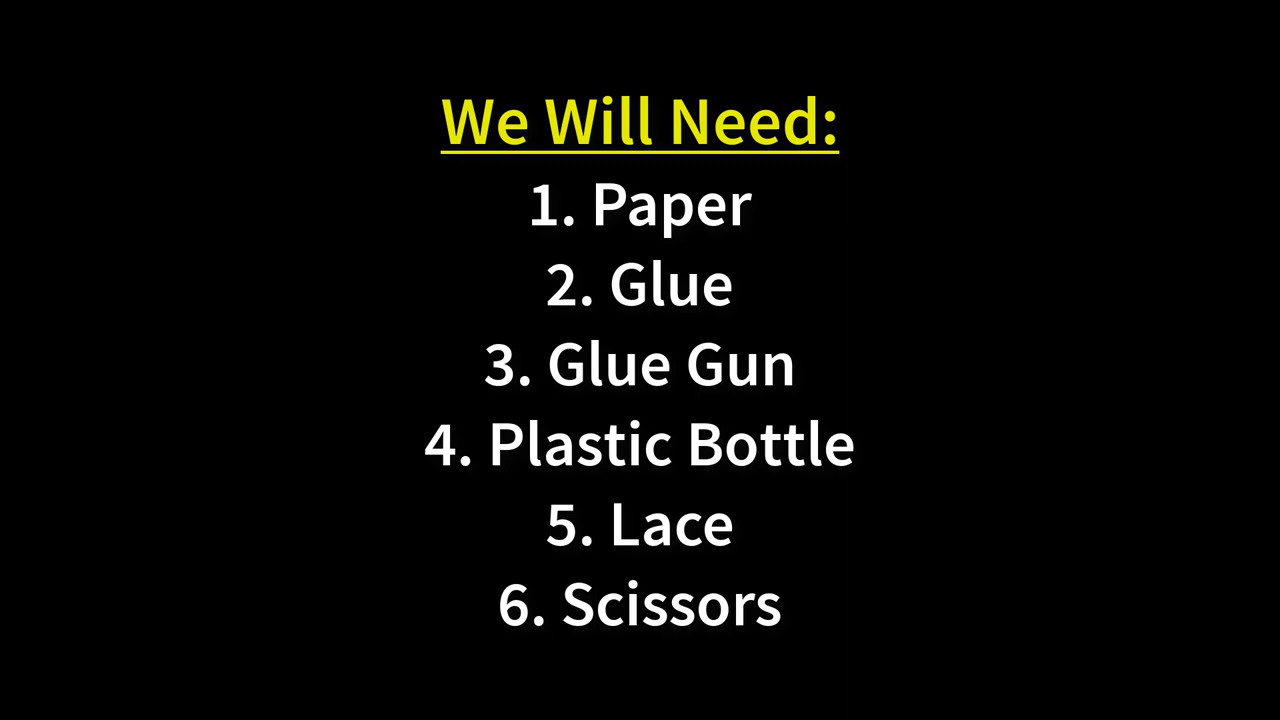 We Will Need:
1. Paper
2. Glue
3. Glue Gun
4. Plastic Bottle
5. Lace
6. Scissors